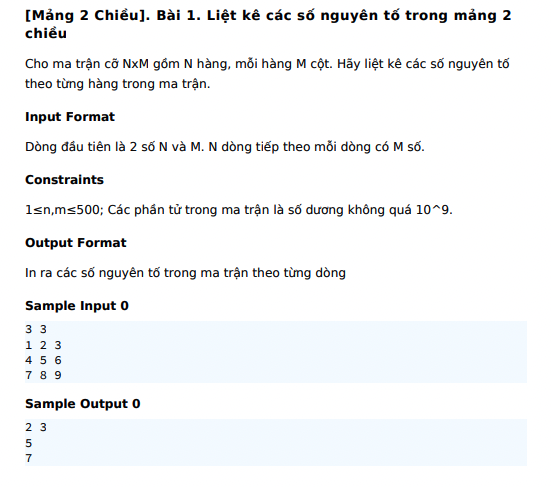 [Mảng 2 Chiều]. Bài 1. Liệt kê các số nguyên tố trong mảng 2
chiều
Cho ma trận cỡ NxM gồm N hàng, mỗi hàng M cột. Hãy liệt kê các số nguyên tố
theo từng hàng trong ma trận.
Input Format
Dòng đầu tiên là 2 số N và M. N dòng tiếp theo mỗi dòng có M số.
Constraints
1≤n,m≤500; Các phần tử trong ma trận là số dương không quá 10^9.
Output Format
In ra các số nguyên tố trong ma trận theo từng dòng
Sample Input 0
3 3
1 2 3
4 5 6
7 8 9
Sample Output 0
2 3
5
7